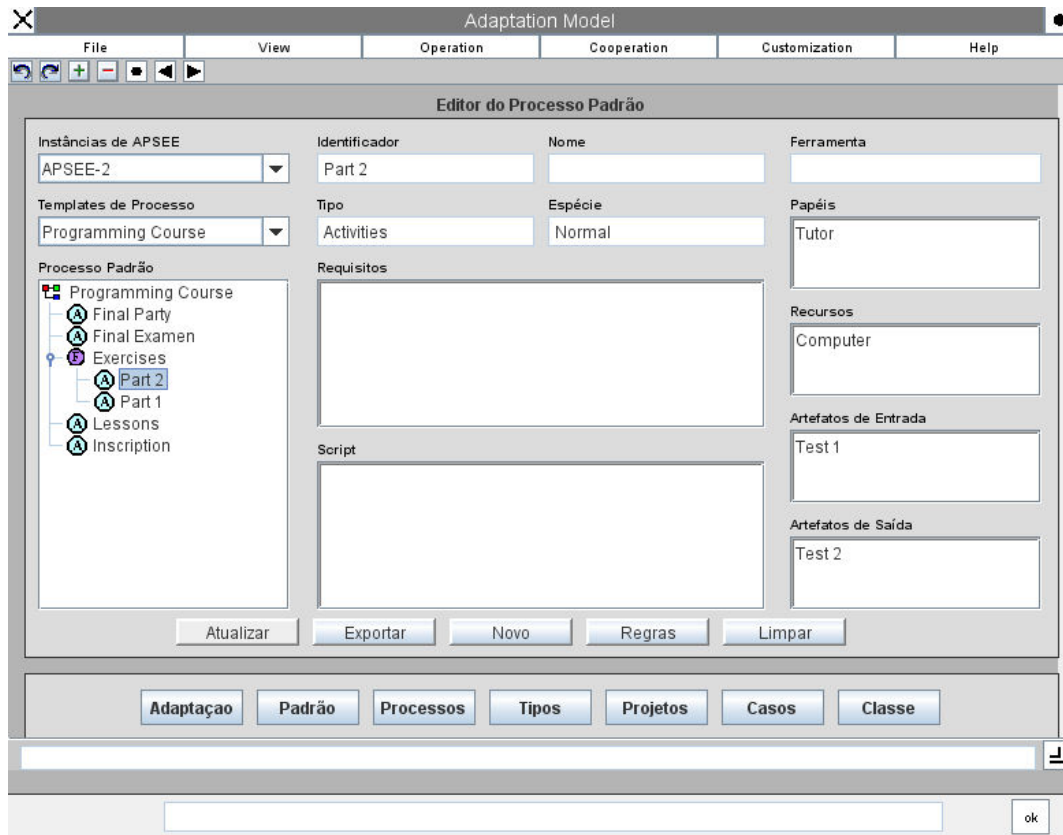 Adaptation Model
File View Operation Cooperation Customization Help
Editor do Processo Padrão
Instâncias de APSEE Identificador Nome Ferramenta
APSEE-2 Part 2
Templates de Processo Tipo Espécie Papéis
Programming Course Activities Normal Tutor
Processo Padrão Requisitos
Programming Course
A Final Party
Recursos
A Final Examen Computer
F Exercises
A Part 2
A Part 1
Artefatos de Entrada
A Lessons
A Inscription Script Test 1
Artefatos de Saída
Test 2
Atualizar Exportar Novo Regras Limpar
Adaptaçao Padrão Processos Tipos Projetos Casos Classe
ok